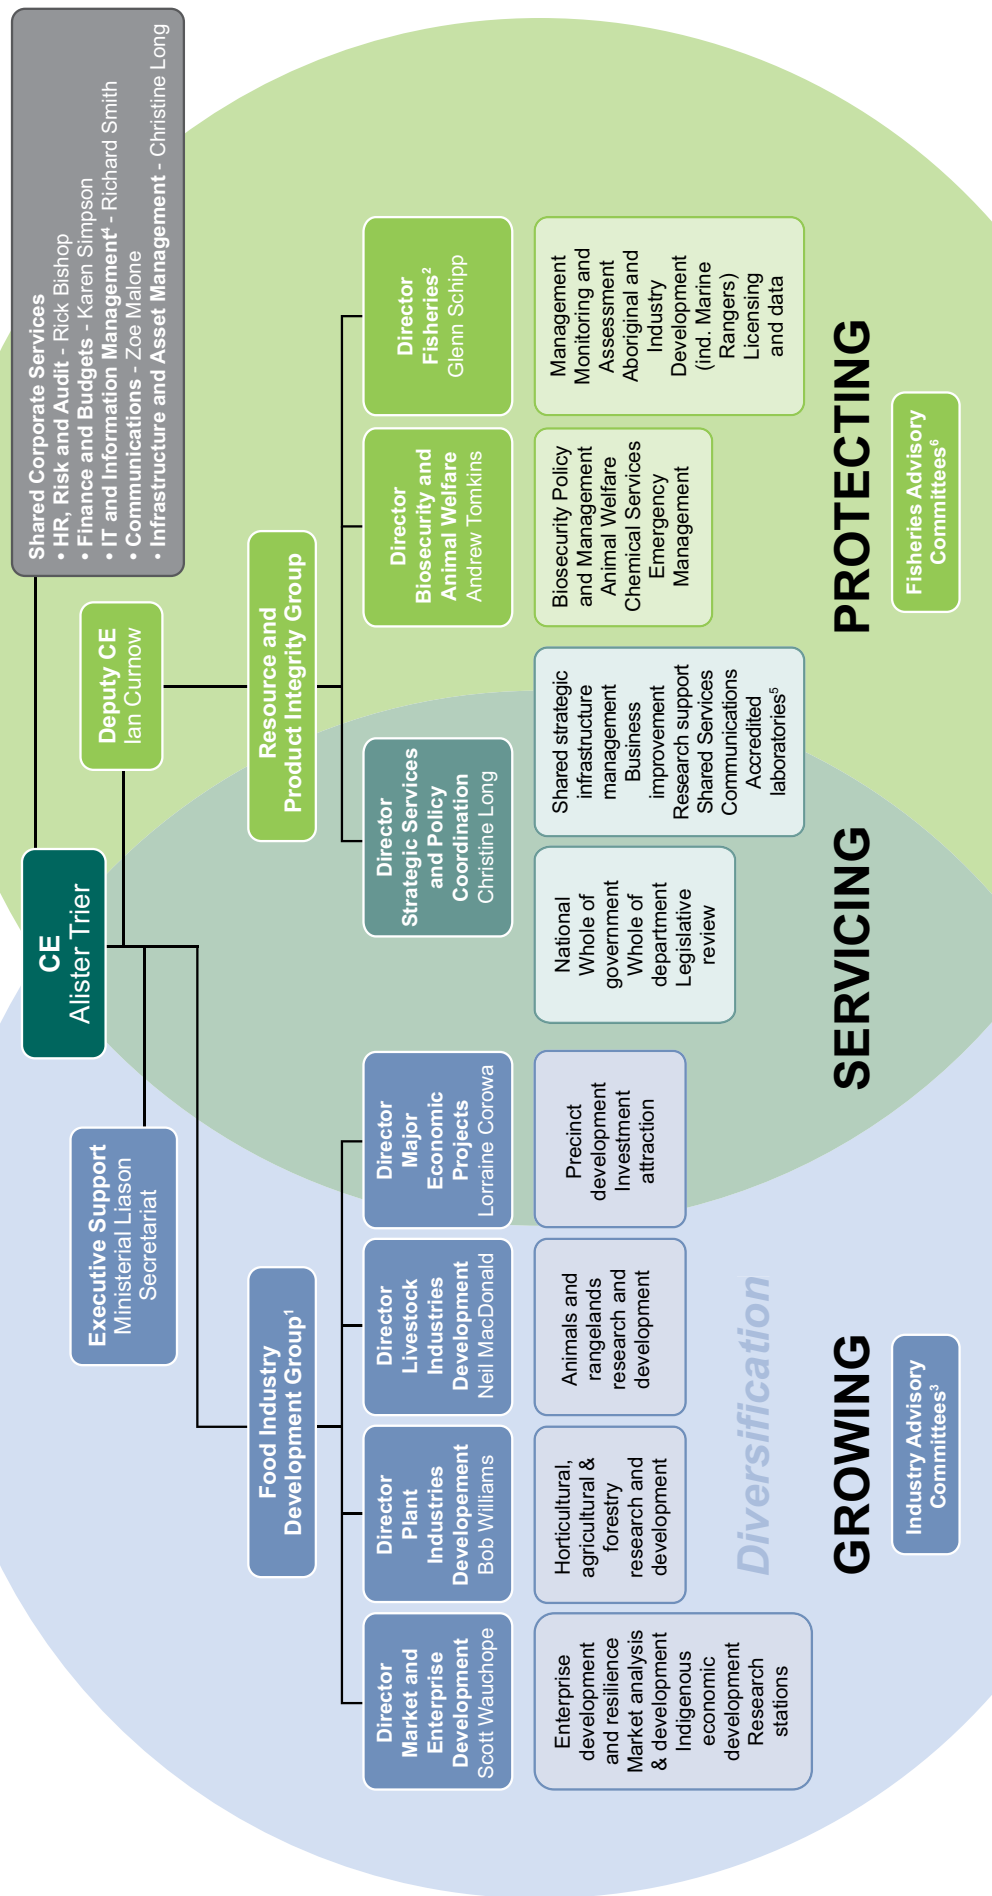 Shared Corporate Services
• HR, Risk and Audit - Rick Bishop
• Finance and Budgets - Karen Simpson
• IT and Information Management⁴ - Richard Smith
• Communications - Zoe Malone
• Infrastructure and Asset Management - Christine Long
CE
Alister Trier
Deputy CE
Ian Curnow
Executive Support
Ministerial Liason
Secretariat
Food Industry
Development Group¹
Resource and
Product Integrity Group
Director
Market and
Enterprise
Development
Scott Wauchope
Director
Plant
Industries
Developement
Bob Williams
Director
Livestock
Industries
Development
Neil MacDonald
Director
Major
Economic
Projects
Lorraine Corowa
Director
Strategic Services
and Policy
Coordination
Christine Long
Director
Biosecurity and
Animal Welfare
Andrew Tomkins
Director
Fisheries²
Glenn Schipp
Enterprise
development
and resilience
Market analysis
& development
Indigenous
economic
development
Research
stations
Horticultural,
agricultural &
forestry
research and
development
Animals and
rangelands
research and
development
Precinct
development
Investment
attraction
National
Whole of
government
Whole of
department
Legislative
review
Shared strategic
infrastructure
management
Business
improvement
Research support
Shared Services
Communications
Accredited
laboratories⁵
Biosecurity Policy
and Management
Animal Welfare
Chemical Services
Emergency
Management
Management
Monitoring and
Assessment
Aboriginal and
Industry
Development
(ind. Marine
Rangers)
Licensing
and data
Diversification
GROWING
SERVICING
PROTECTING
Industry Advisory
Committees³
Fisheries Advisory
Committees⁶